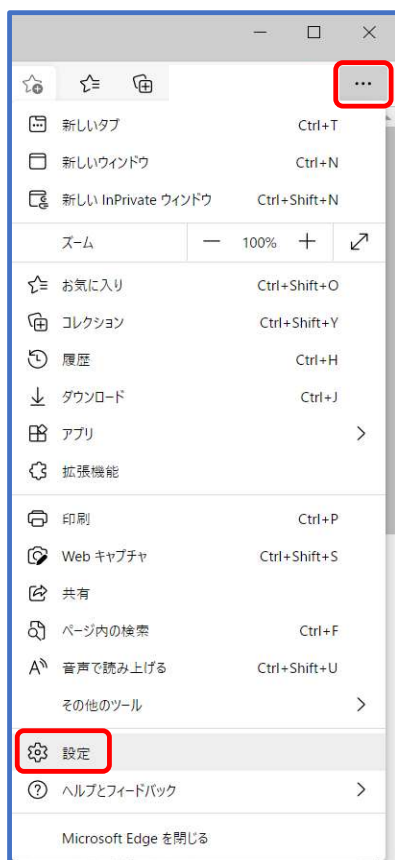 新しいタブ Ctrl+T
新しいウィンドウ Ctrl+N
新しい InPrivate ウィンドウ Ctrl+Shift+N
ズーム 100%
お気に入り Ctrl+Shift+O
コレクション Ctrl+Shift+Y
履歴 Ctrl+H
ダウンロード Ctrl+J
アプリ
拡張機能
印刷 Ctrl+P
Web キャプチャ Ctrl+Shift+S
共有
ページ内の検索 Ctrl+F
音声で読み上げる Ctrl+Shift+U
その他のツール
設定
ヘルプとフィードバック
Microsoft Edge を閉じる